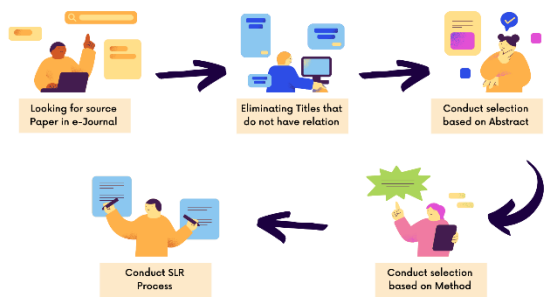 Looking for source
Paper in e-Journal
Eliminating Titles that
do not have relation
Conduct selection
based on Abstract
Conduct SLR
Process
Conduct selection
based on Method